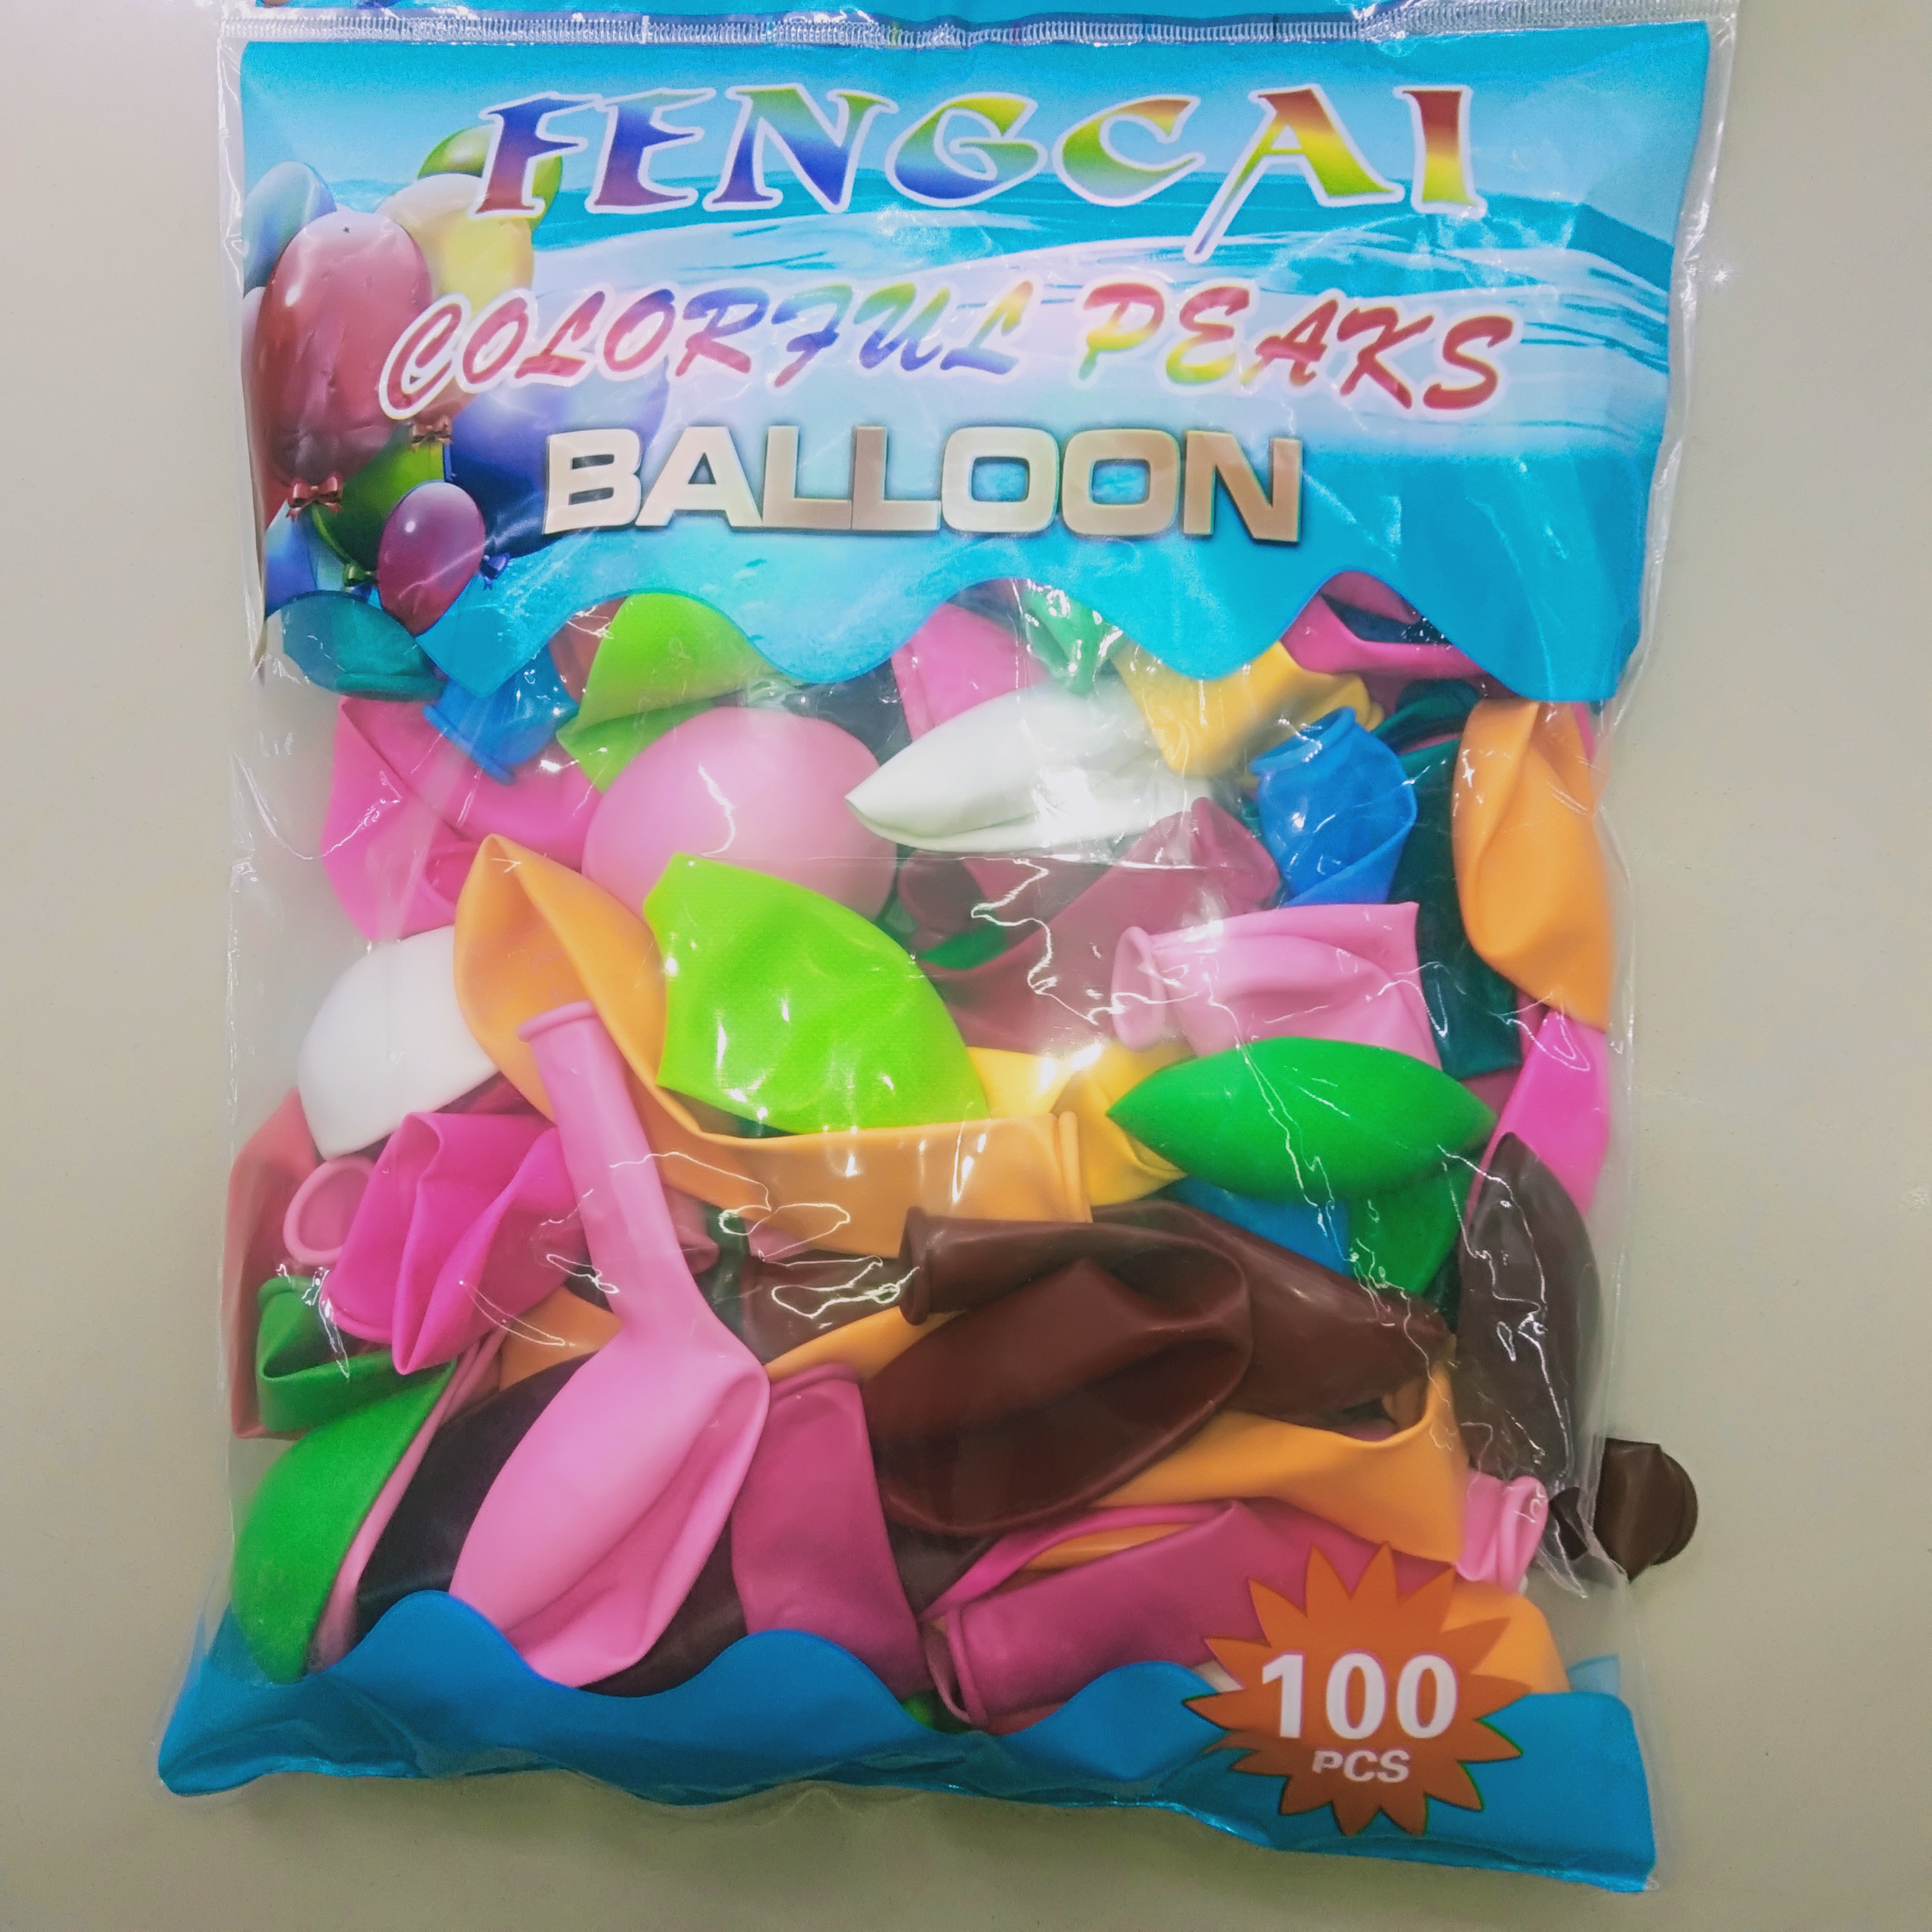 FENGCAI
COLORFUL PEAKS
BALLOON
100
PCS